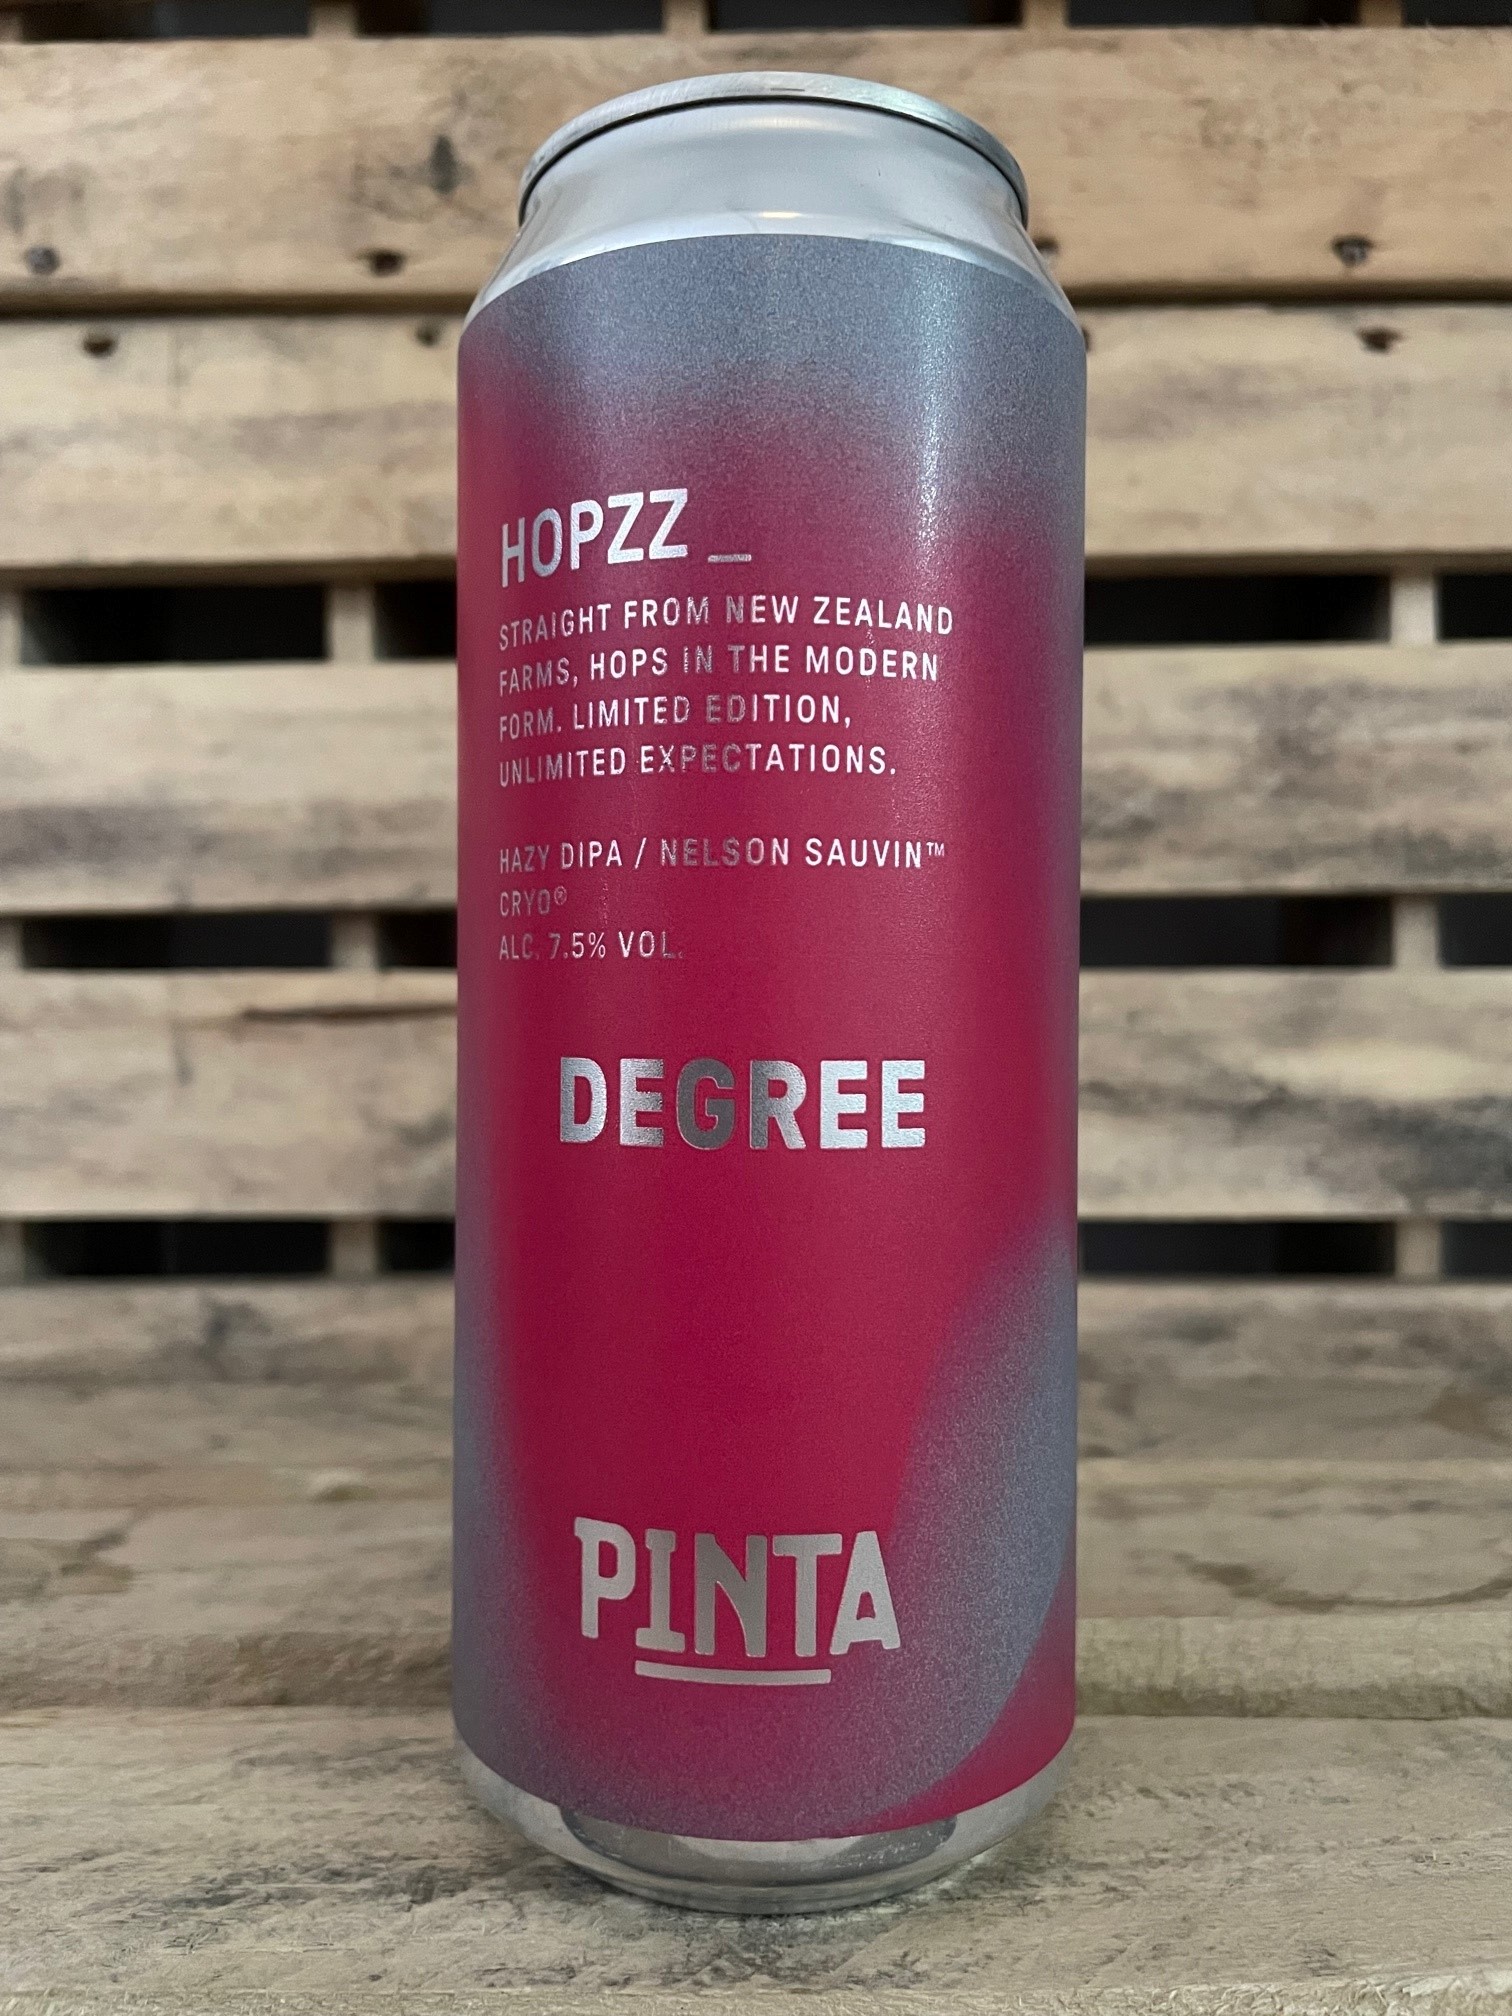 HOPZZ _
STRAIGHT FROM NEW ZEALAND
FARMS, HOPS IN THE MODERN
FORM. LIMITED EDITION,
UNLIMITED EXPECTATIONS.
HAZY DIPA / NELSON SAUVIN™
CRYO®
ALC. 7.5% VOL.
DEGREE
PINTA